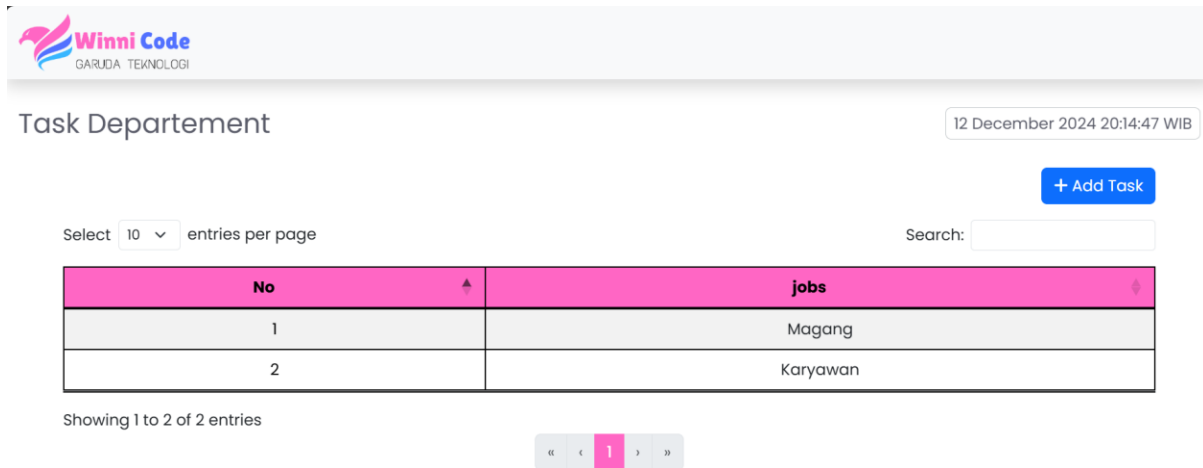 Winni Code
GARUDA TEKNOLOGI
Task Departement
12 December 2024 20:14:47 WIB
+ Add Task
Select 10 entries per page
Search:
No jobs
1 Magang
2 Karyawan
Showing 1 to 2 of 2 entries
« ‹ 1 › »